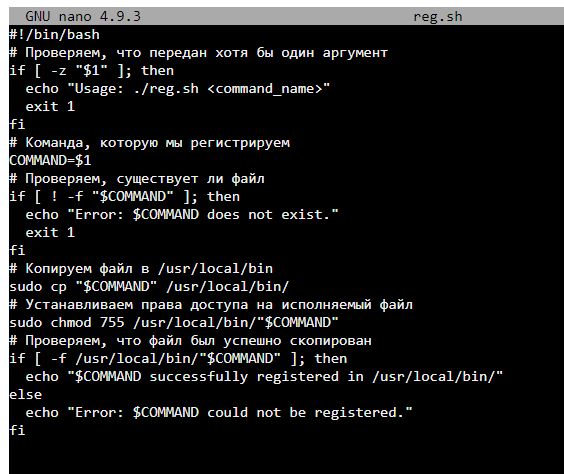 GNU nano 4.9.3 reg.sh
#!/bin/bash
# Проверяем, что передан хотя бы один аргумент
if [ -z "$1" ]; then
  echo "Usage: ./reg.sh <command_name>"
  exit 1
fi
# Команда, которую мы регистрируем
COMMAND=$1
# Проверяем, существует ли файл
if [ ! -f "$COMMAND" ]; then
  echo "Error: $COMMAND does not exist."
  exit 1
fi
# Копируем файл в /usr/local/bin
sudo cp "$COMMAND" /usr/local/bin/
# Устанавливаем права доступа на исполняемый файл
sudo chmod 755 /usr/local/bin/"$COMMAND"
# Проверяем, что файл был успешно скопирован
if [ -f /usr/local/bin/"$COMMAND" ]; then
  echo "$COMMAND successfully registered in /usr/local/bin/"
else
  echo "Error: $COMMAND could not be registered."
fi